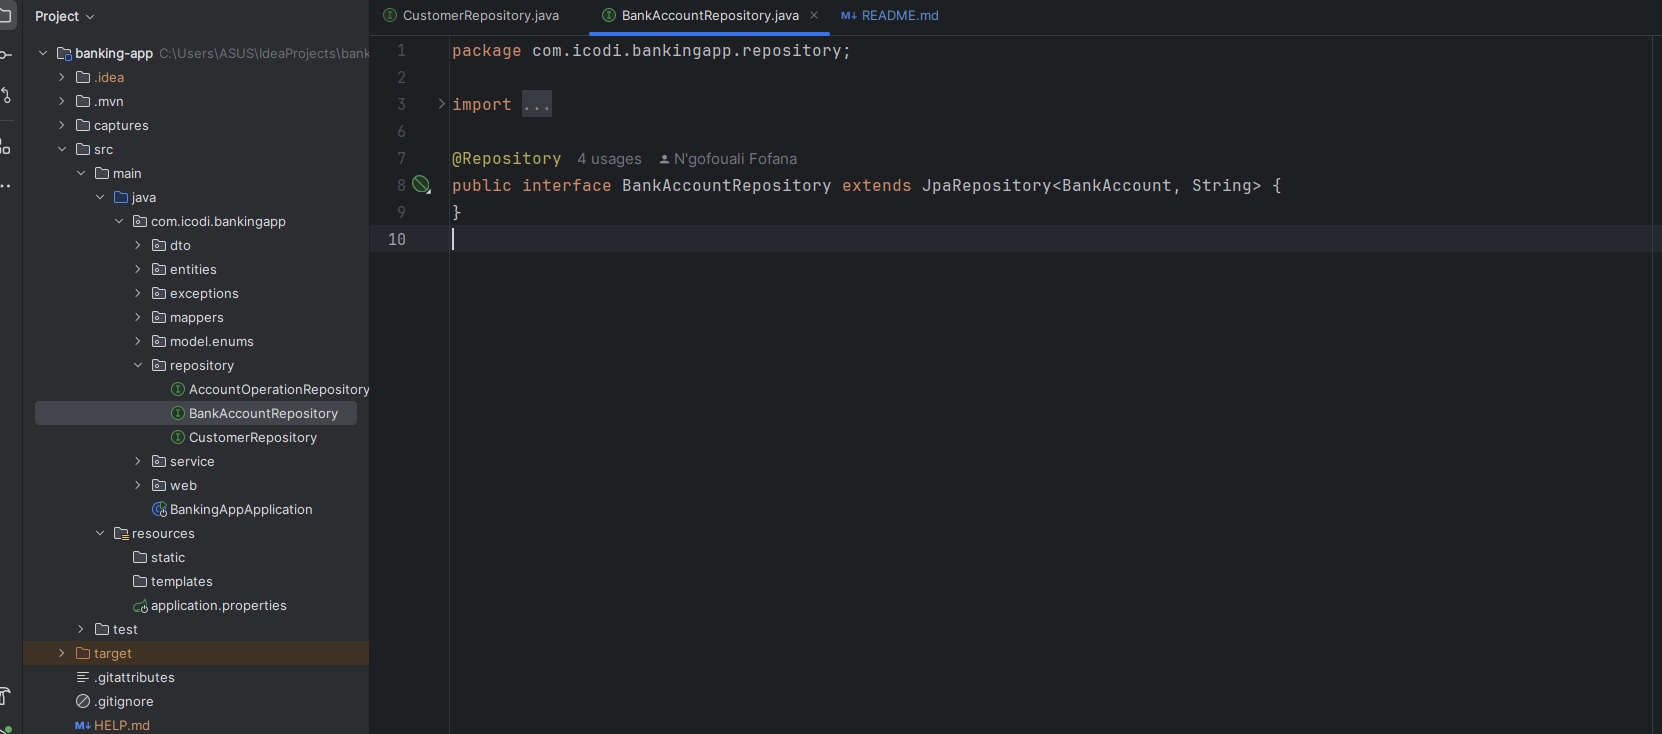 Project
banking-app C:\Users\ASUS\IdeaProjects\bank
.idea
.mvn
captures
src
main
java
com.icodi.bankingapp
dto
entities
exceptions
mappers
model.enums
repository
AccountOperationRepository
BankAccountRepository
CustomerRepository
service
web
BankingAppApplication
resources
static
templates
application.properties
test
target
.gitattributes
.gitignore
M↓ HELP.md
CustomerRepository.java
BankAccountRepository.java
M↓ README.md
1 package com.icodi.bankingapp.repository;
2
3 import ...
6
7 @Repository 4 usages N'gofouali Fofana
8 public interface BankAccountRepository extends JpaRepository<BankAccount, String> {
9 }
10